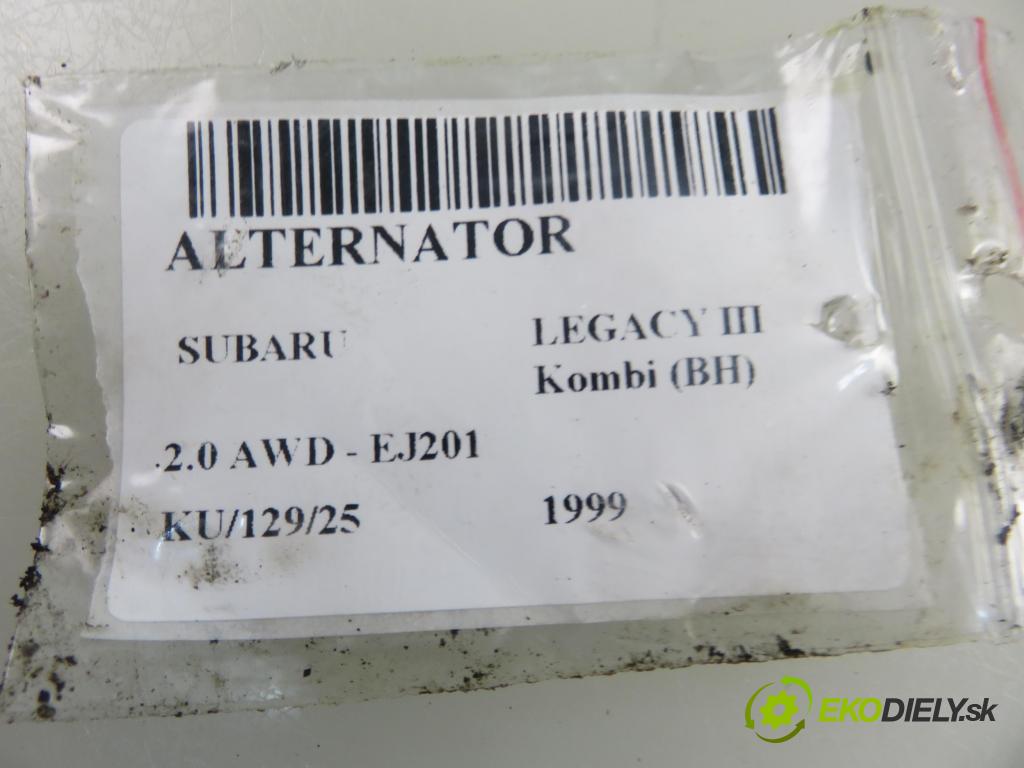 ALTERNATOR
SUBARU
LEGACY III
Kombi (BH)
2.0 AWD - EJ201
KU/129/25
1999
EKODIELY.sk